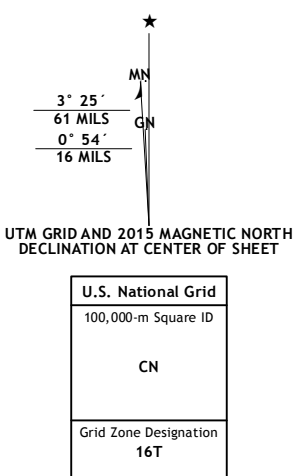 ★
MN
3° 25´
61 MILS
GN
0° 54´
16 MILS
UTM GRID AND 2015 MAGNETIC NORTH
DECLINATION AT CENTER OF SHEET
U.S. National Grid
100,000-m Square ID
CN
Grid Zone Designation
16T